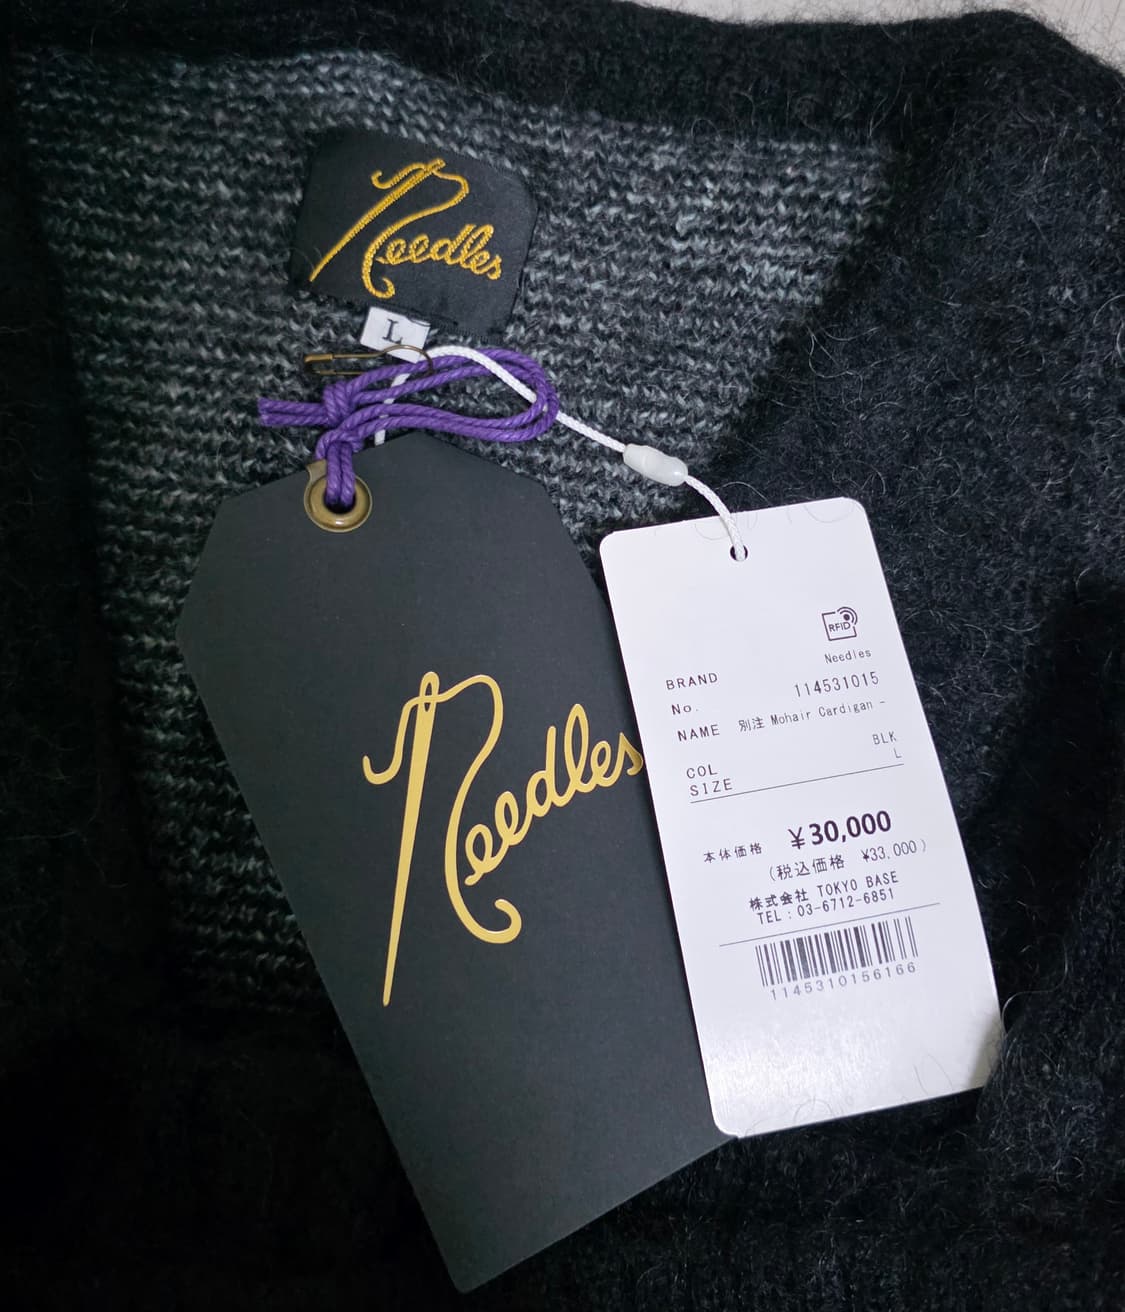 Needles
L
Needles
RFID
BRAND Needles
No. 114531015
NAME 別注 Mohair Cardigan -
COL BLK
SIZE L
本体価格 ¥30,000
(税込価格 ¥33,000)
株式会社 TOKYO BASE
TEL:03-6712-6851
1145310156166